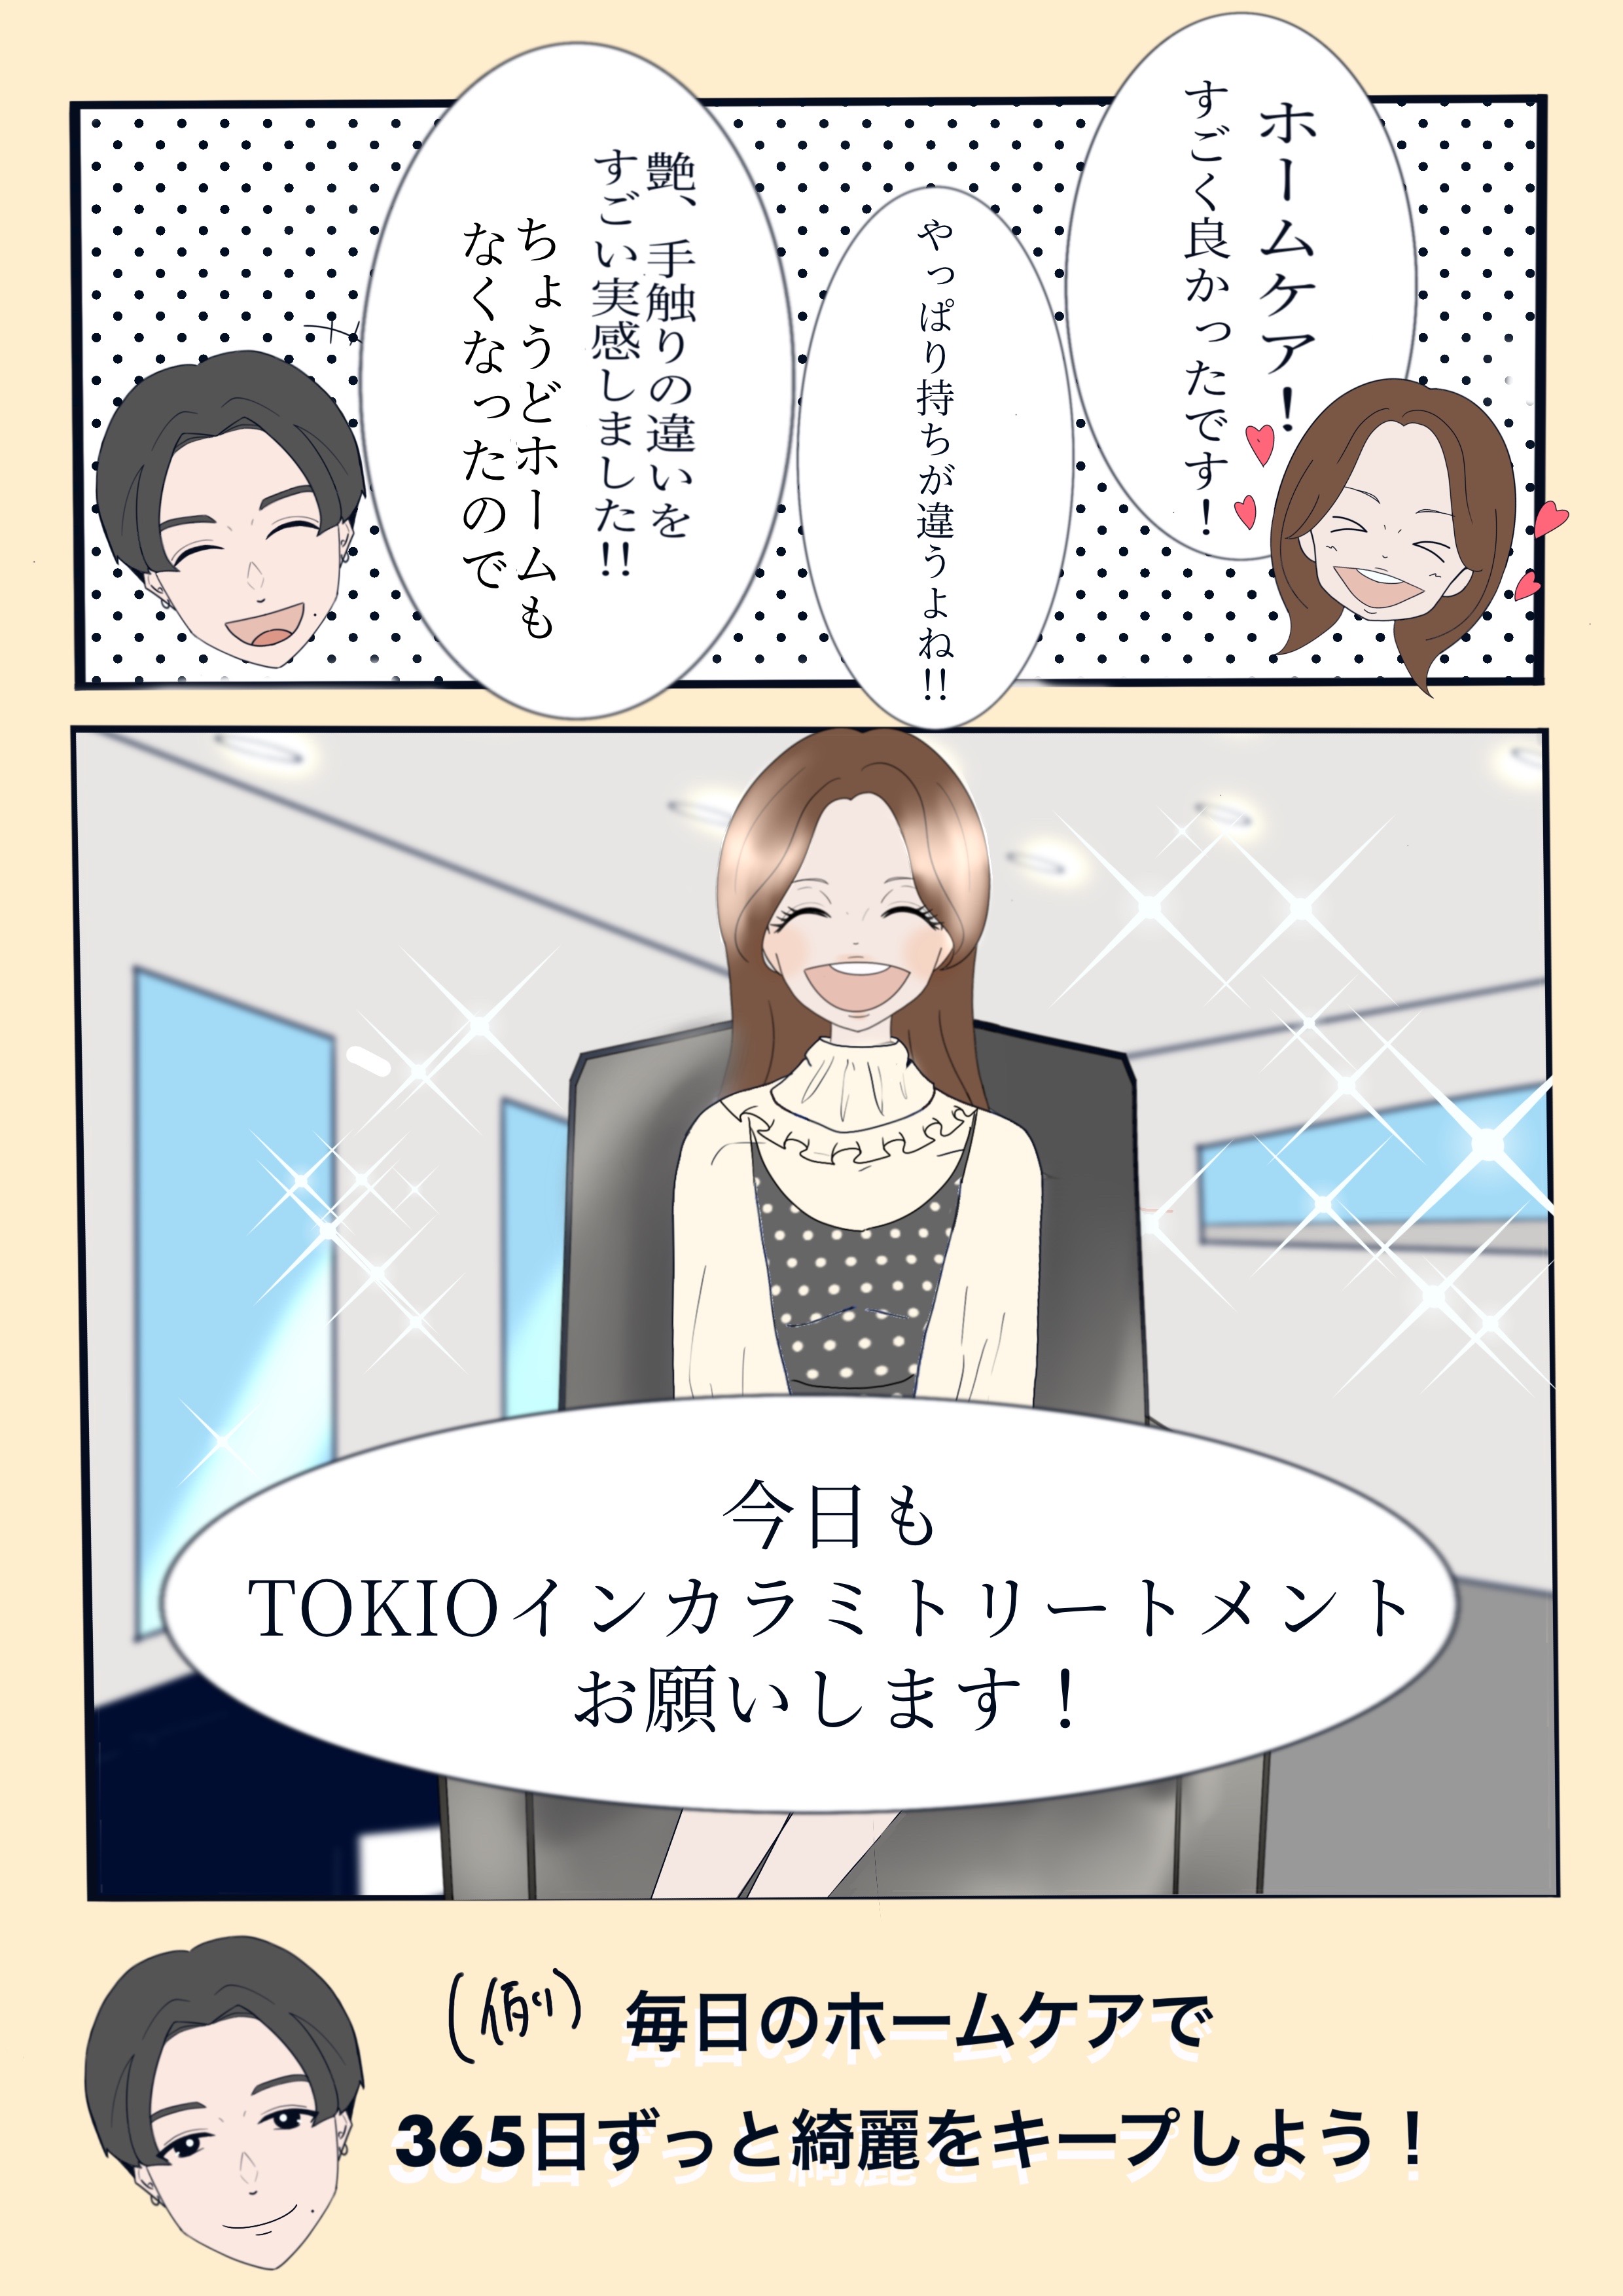 ホームケア！
すごく良かったです！
やっぱり持ちが違うよね!!
艶、手触りの違いを
すごい実感しました!!
ちょうどホームも
なくなったので
今日も
TOKIOインカラミトリートメント
お願いします！
(例) 毎日のホームケアで
365日ずっと綺麗をキープしよう！